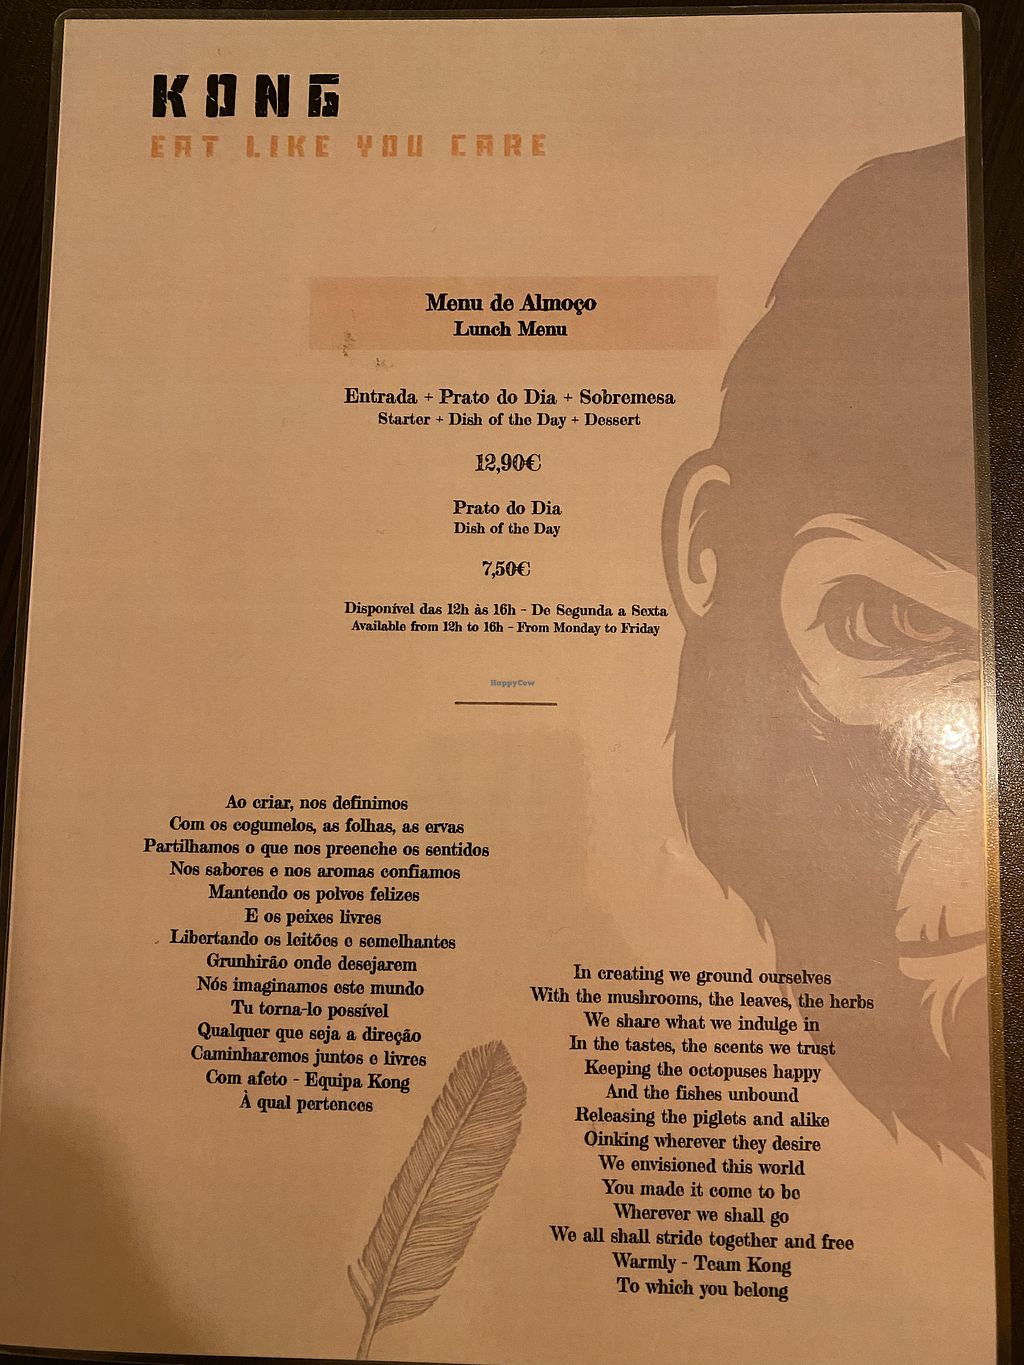 KONG
EAT LIKE YOU CARE
Menu de Almoço
Lunch Menu
Entrada + Prato do Dia + Sobremesa
Starter + Dish of the Day + Dessert
12,90€
Prato do Dia
Dish of the Day
7,50€
Disponível das 12h às 16h - De Segunda a Sexta
Available from 12h to 16h - From Monday to Friday
HappyCow
Ao criar, nos definimos
Com os cogumelos, as folhas, as ervas
Partilhamos o que nos preenche os sentidos
Nos sabores e nos aromas confiamos
Mantendo os polvos felizes
E os peixes livres
Libertando os leitões e semelhantes
Grunhirão onde desejarem
Nós imaginamos este mundo
Tu torna-lo possível
Qualquer que seja a direção
Caminharemos juntos e livres
Com afeto - Equipa Kong
À qual pertences
In creating we ground ourselves
With the mushrooms, the leaves, the herbs
We share what we indulge in
In the tastes, the scents we trust
Keeping the octopuses happy
And the fishes unbound
Releasing the piglets and alike
Oinking wherever they desire
We envisioned this world
You made it come to be
Wherever we shall go
We all shall stride together and free
Warmly - Team Kong
To which you belong